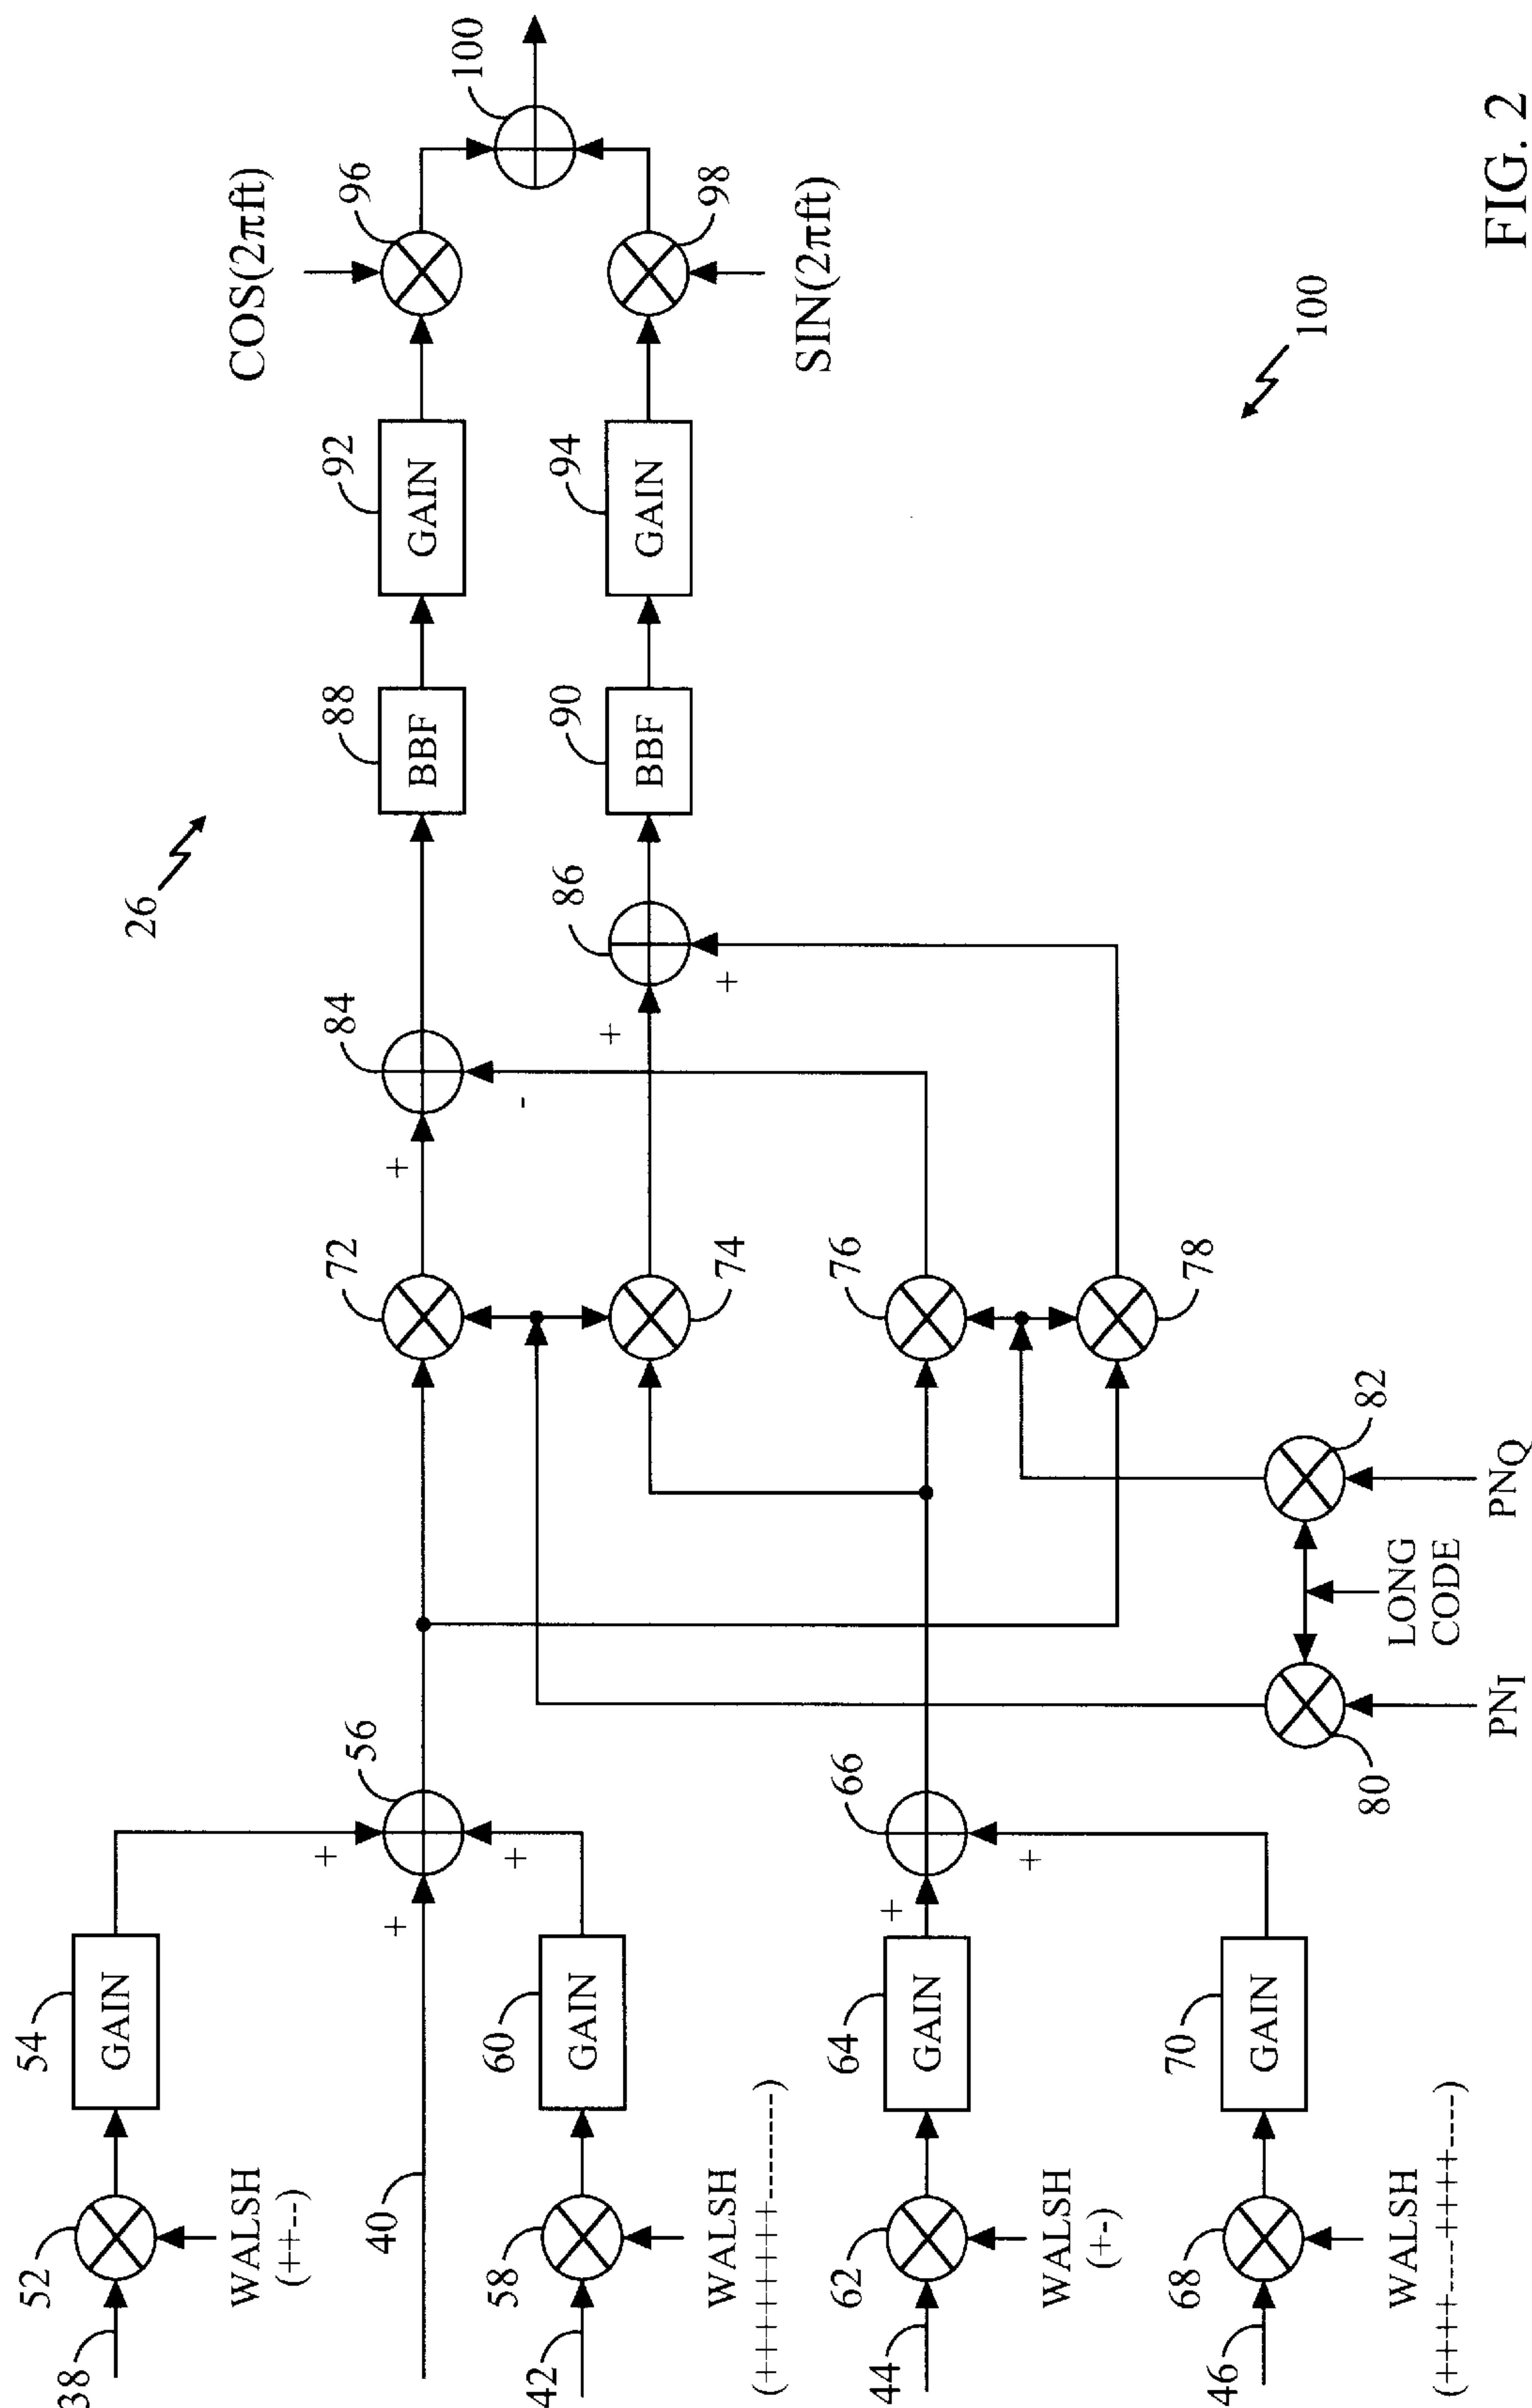 38
52
54
GAIN
WALSH
(++--)
26
COS(2πft)
40
56
72
84
88
BBF
92
GAIN
96
100
42
58
60
GAIN
WALSH
(++++++++--------)
+
+
+
74
+
-
86
+
+
90
BBF
94
GAIN
98
SIN(2πft)
44
62
64
GAIN
WALSH
(+-)
+
66
+
76
78
46
68
70
GAIN
WALSH
(++++----++++----)
80
82
LONG
CODE
PNI
PNQ
100
FIG. 2